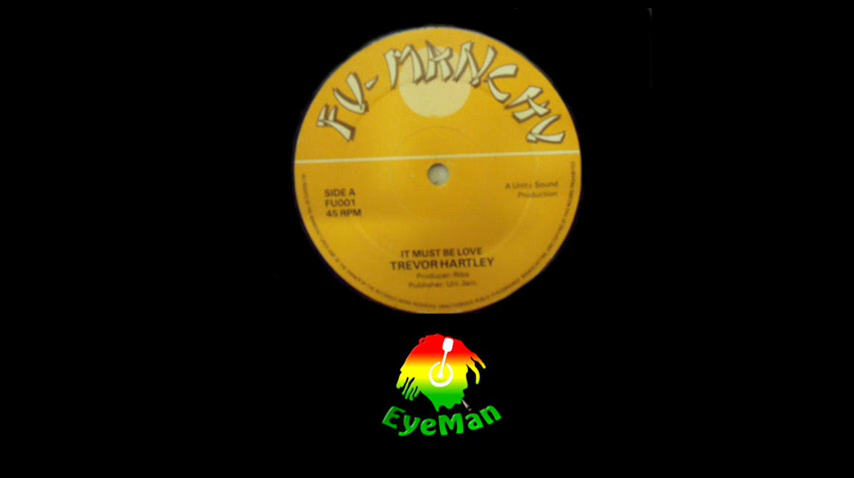 FU-MANCHU
SIDE A
FU001
45 RPM
A Unity Sound
Production
IT MUST BE LOVE
TREVOR HARTLEY
Producer: Ribs
Publisher: Uni Jam.
EyeMan